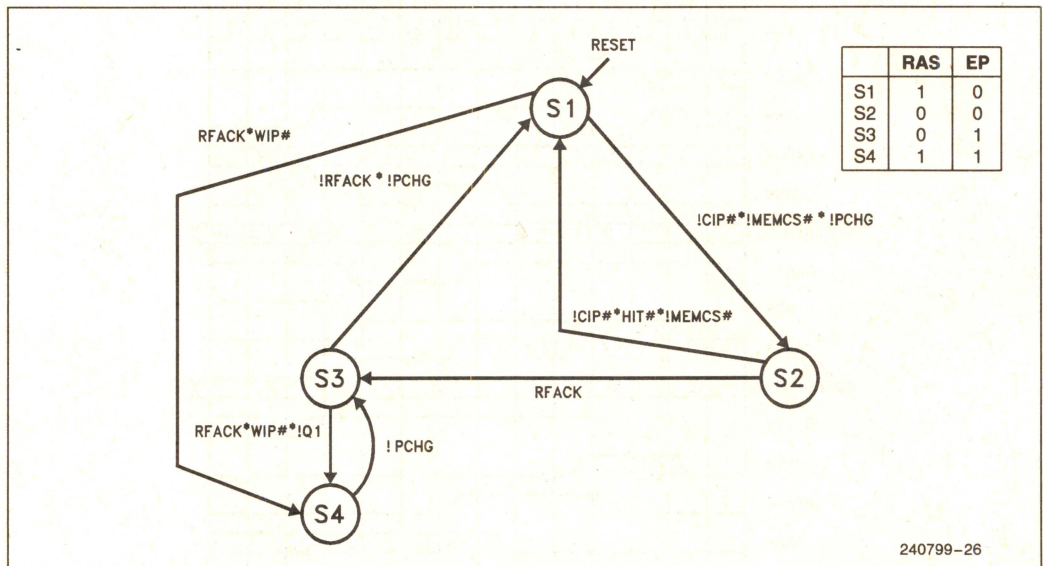 RESET
RAS EP
S1 1 0
S2 0 0
S3 0 1
S4 1 1
S1
RFACK*WIP#
!RFACK * !PCHG
!CIP#*!MEMCS# * !PCHG
!CIP#*HIT#*!MEMCS#
S3
S2
RFACK
RFACK*WIP#*!Q1
! PCHG
S4
240799-26